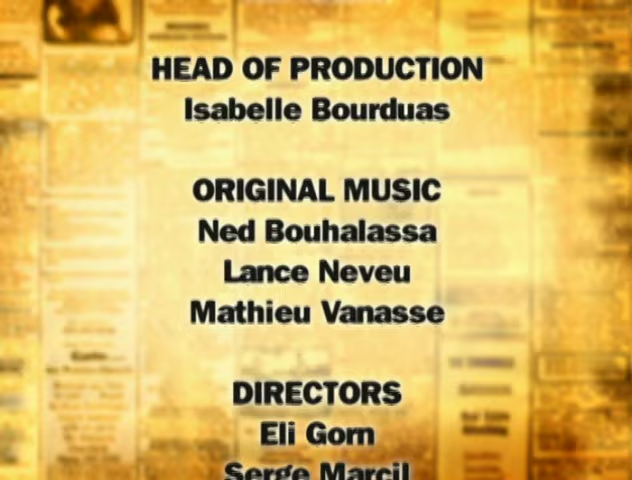 HEAD OF PRODUCTION
Isabelle Bourduas
ORIGINAL MUSIC
Ned Bouhalassa
Lance Neveu
Mathieu Vanasse
DIRECTORS
Eli Gorn
Serge Marcil